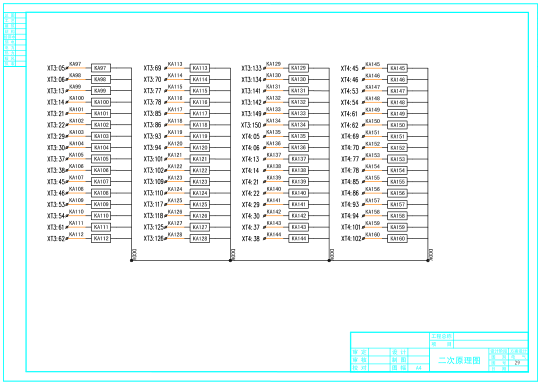 XT3:05 KA97 KA97
XT3:06 KA98 KA98
XT3:13 KA99 KA99
XT3:14 KA100 KA100
XT3:21 KA101 KA101
XT3:22 KA102 KA102
XT3:29 KA103 KA103
XT3:30 KA104 KA104
XT3:37 KA105 KA105
XT3:38 KA106 KA106
XT3:45 KA107 KA107
XT3:46 KA108 KA108
XT3:53 KA109 KA109
XT3:54 KA110 KA110
XT3:61 KA111 KA111
XT3:62 KA112 KA112
XT3:69 KA113 KA113
XT3:70 KA114 KA114
XT3:77 KA115 KA115
XT3:78 KA116 KA116
XT3:85 KA117 KA117
XT3:86 KA118 KA118
XT3:93 KA119 KA119
XT3:94 KA120 KA120
XT3:101 KA121 KA121
XT3:102 KA122 KA122
XT3:109 KA123 KA123
XT3:110 KA124 KA124
XT3:117 KA125 KA125
XT3:118 KA126 KA126
XT3:125 KA127 KA127
XT3:126 KA128 KA128
XT3:133 KA129 KA129
XT3:134 KA130 KA130
XT3:141 KA131 KA131
XT3:142 KA132 KA132
XT3:149 KA133 KA133
XT3:150 KA134 KA134
XT4:05 KA135 KA135
XT4:06 KA136 KA136
XT4:13 KA137 KA137
XT4:14 KA138 KA138
XT4:21 KA139 KA139
XT4:22 KA140 KA140
XT4:29 KA141 KA141
XT4:30 KA142 KA142
XT4:37 KA143 KA143
XT4:38 KA144 KA144
XT4:45 KA145 KA145
XT4:46 KA146 KA146
XT4:53 KA147 KA147
XT4:54 KA148 KA148
XT4:61 KA149 KA149
XT4:62 KA150 KA150
XT4:69 KA151 KA151
XT4:70 KA152 KA152
XT4:77 KA153 KA153
XT4:78 KA154 KA154
XT4:85 KA155 KA155
XT4:86 KA156 KA156
XT4:93 KA157 KA157
XT4:94 KA158 KA158
XT4:101 KA159 KA159
XT4:102 KA160 KA160
二次原理图
29